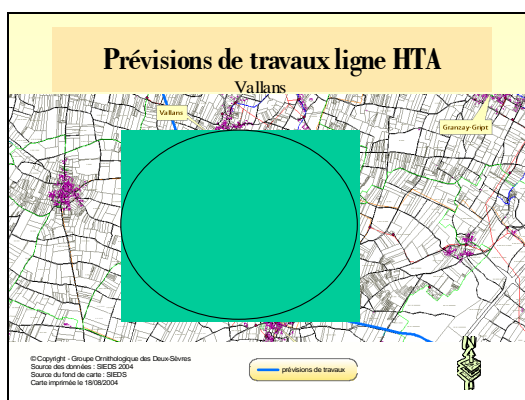 Prévisions de travaux ligne HTA
Vallans
Vallans
Granzay-Gript
© Copyright - Groupe Ornithologique des Deux-Sèvres
Source des données : SIEDS 2004
Source du fond de carte : SIEDS
Carte imprimée le 18/08/2004
prévisions de travaux
N